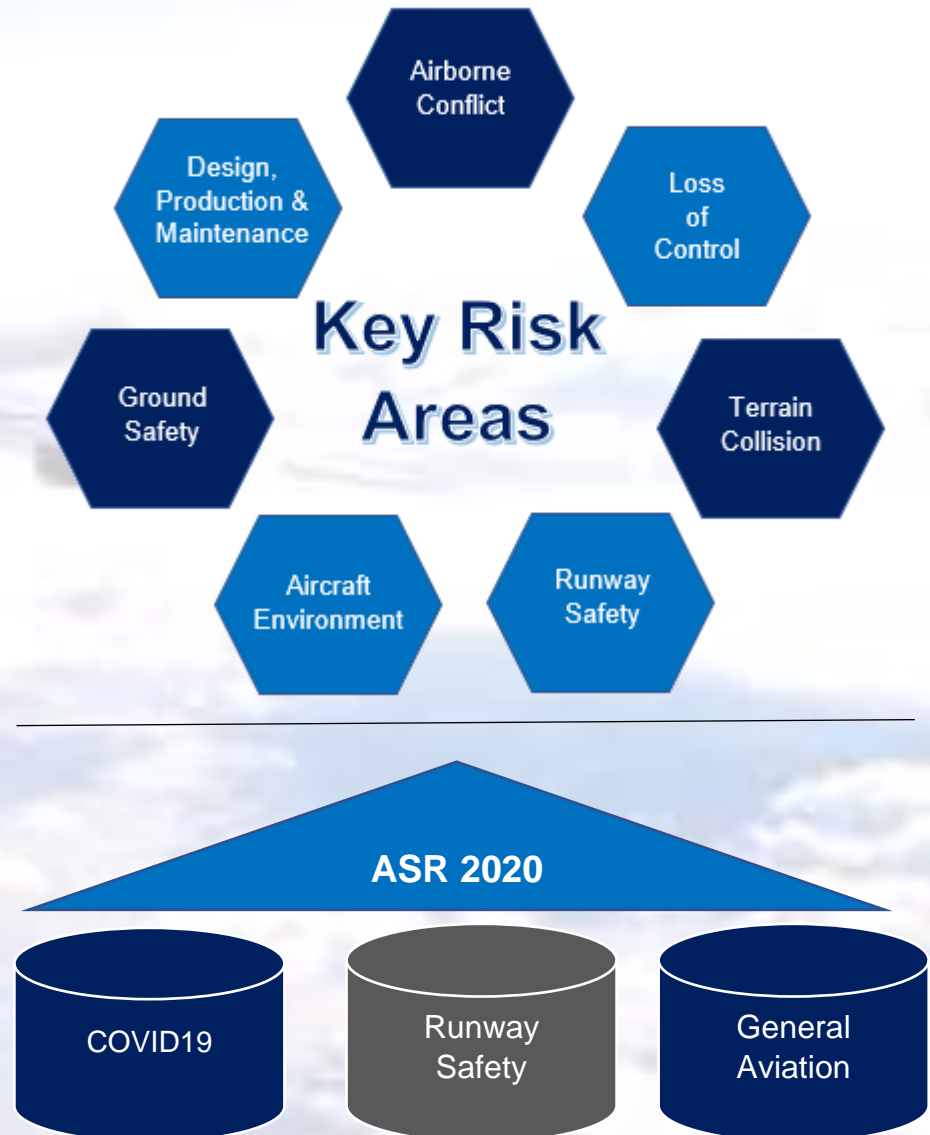 Airborne
Conflict
Design,
Production &
Maintenance
Loss
of
Control
Key Risk
Areas
Ground
Safety
Terrain
Collision
Aircraft
Environment
Runway
Safety
ASR 2020
COVID19
Runway
Safety
General
Aviation